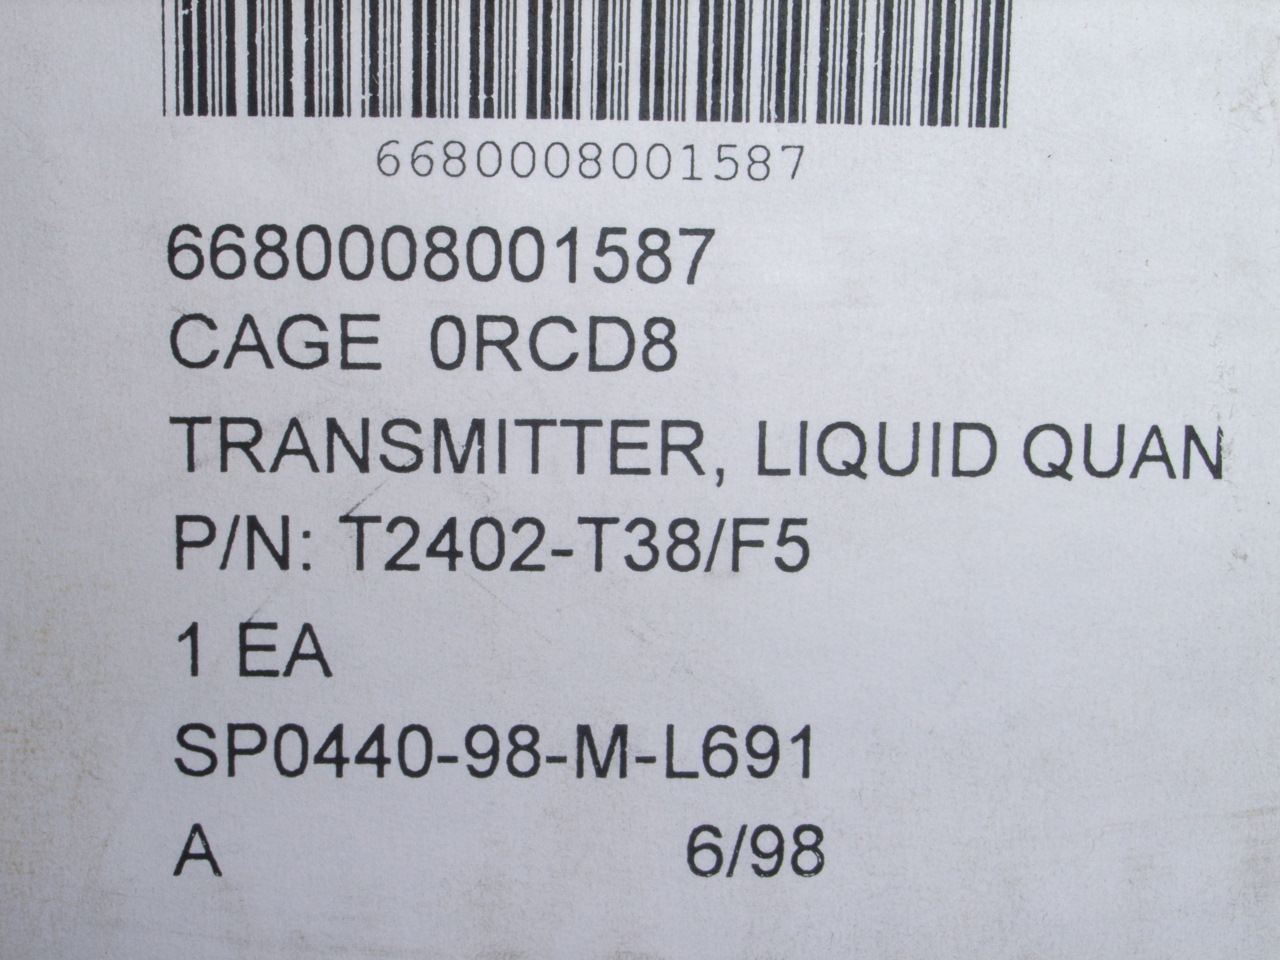 6680008001587
6680008001587
CAGE 0RCD8
TRANSMITTER, LIQUID QUAN
P/N: T2402-T38/F5
1 EA
SP0440-98-M-L691
A 6/98